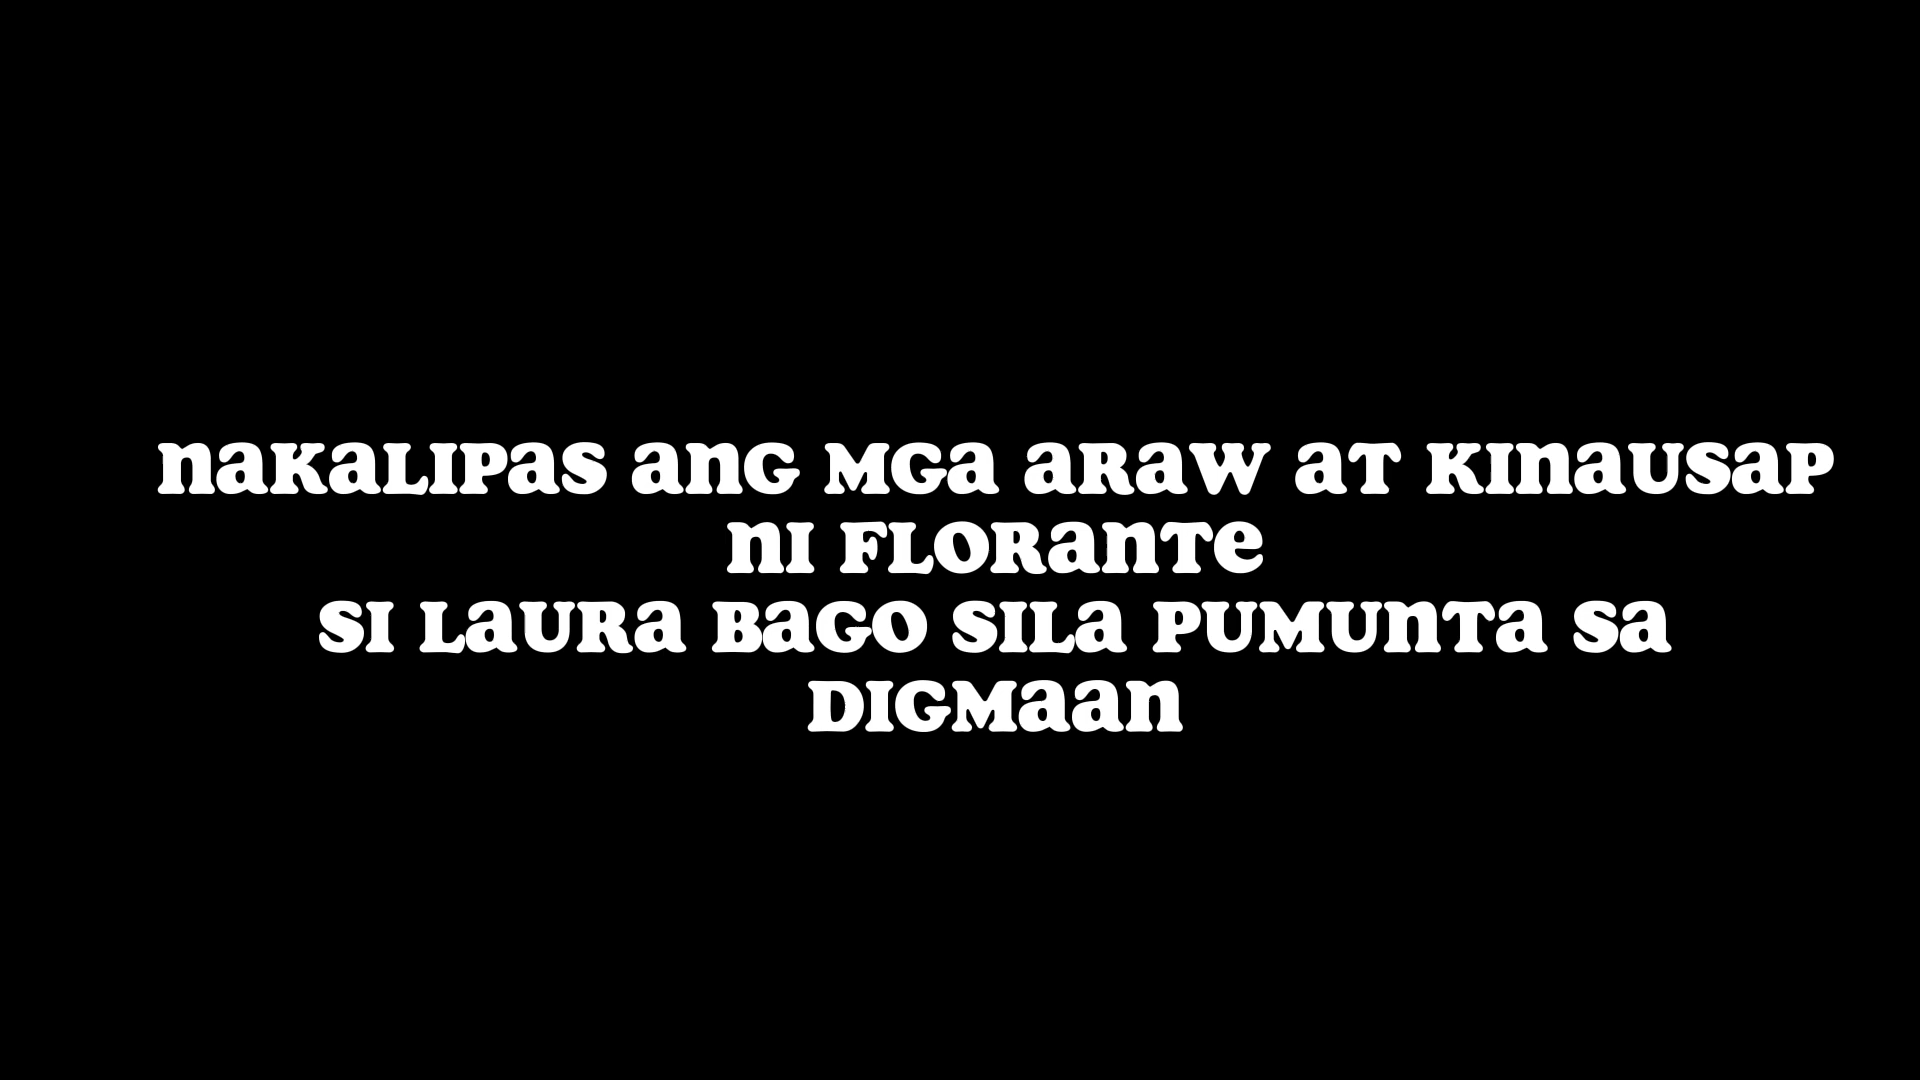 nakalipas ang mga araw at kinausap
ni Florante
si Laura bago sila pumunta sa
digmaan